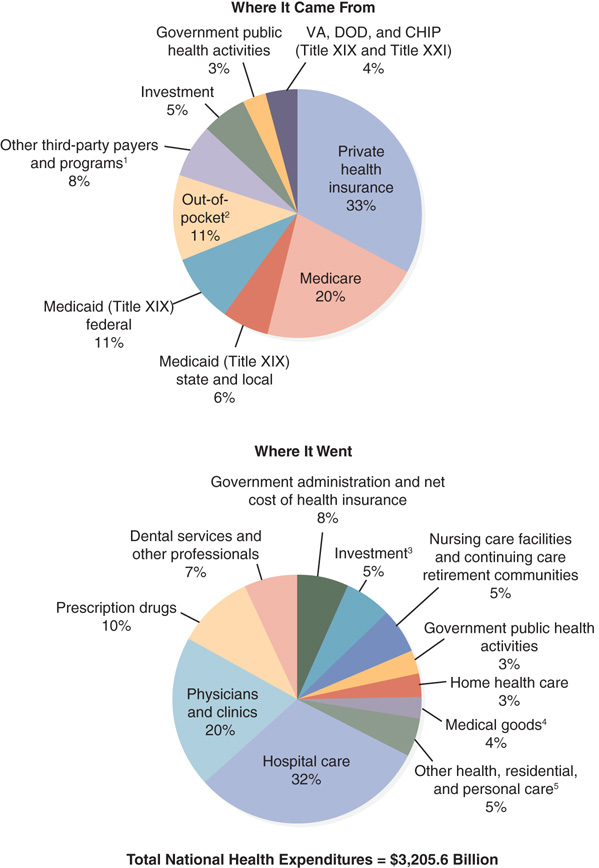 Where It Came From
Government public
health activities
3%
VA, DOD, and CHIP
(Title XIX and Title XXI)
4%
Investment
5%
Other third-party payers
and programs¹
8%
Private
health
insurance
33%
Out-of-
pocket²
11%
Medicare
20%
Medicaid (Title XIX)
federal
11%
Medicaid (Title XIX)
state and local
6%
Where It Went
Government administration and net
cost of health insurance
8%
Dental services and
other professionals
7%
Investment³
5%
Nursing care facilities
and continuing care
retirement communities
5%
Prescription drugs
10%
Government public health
activities
3%
Home health care
3%
Physicians
and clinics
20%
Medical goods⁴
4%
Hospital care
32%
Other health, residential,
and personal care⁵
5%
Total National Health Expenditures = $3,205.6 Billion